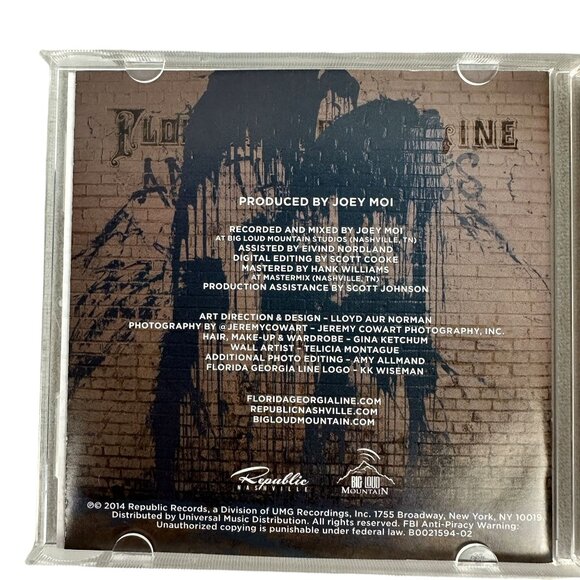 FLO INE
PRODUCED BY JOEY MOI
RECORDED AND MIXED BY JOEY MOI
AT BIG LOUD MOUNTAIN STUDIOS (NASHVILLE, TN)
ASSISTED BY EIVIND NORDLAND
DIGITAL EDITING BY SCOTT COOKE
MASTERED BY HANK WILLIAMS
AT MASTERMIX (NASHVILLE, TN)
PRODUCTION ASSISTANCE BY SCOTT JOHNSON
ART DIRECTION & DESIGN – LLOYD AUR NORMAN
PHOTOGRAPHY BY @JEREMYCOWART – JEREMY COWART PHOTOGRAPHY, INC.
HAIR, MAKE-UP & WARDROBE – GINA KETCHUM
WALL ARTIST – TELICIA MONTAGUE
ADDITIONAL PHOTO EDITING – AMY ALLMAND
FLORIDA GEORGIA LINE LOGO – KK WISEMAN
FLORIDAGEORGIALINE.COM
REPUBLICNASHVILLE.COM
BIGLOUDMOUNTAIN.COM
Republic
NASHVILLE
BIG LOUD
MOUNTAIN
℗© 2014 Republic Records, a Division of UMG Recordings, Inc. 1755 Broadway, New York, NY 10019
Distributed by Universal Music Distribution. All rights reserved. FBI Anti-Piracy Warning:
Unauthorized copying is punishable under federal law. B0021594-02